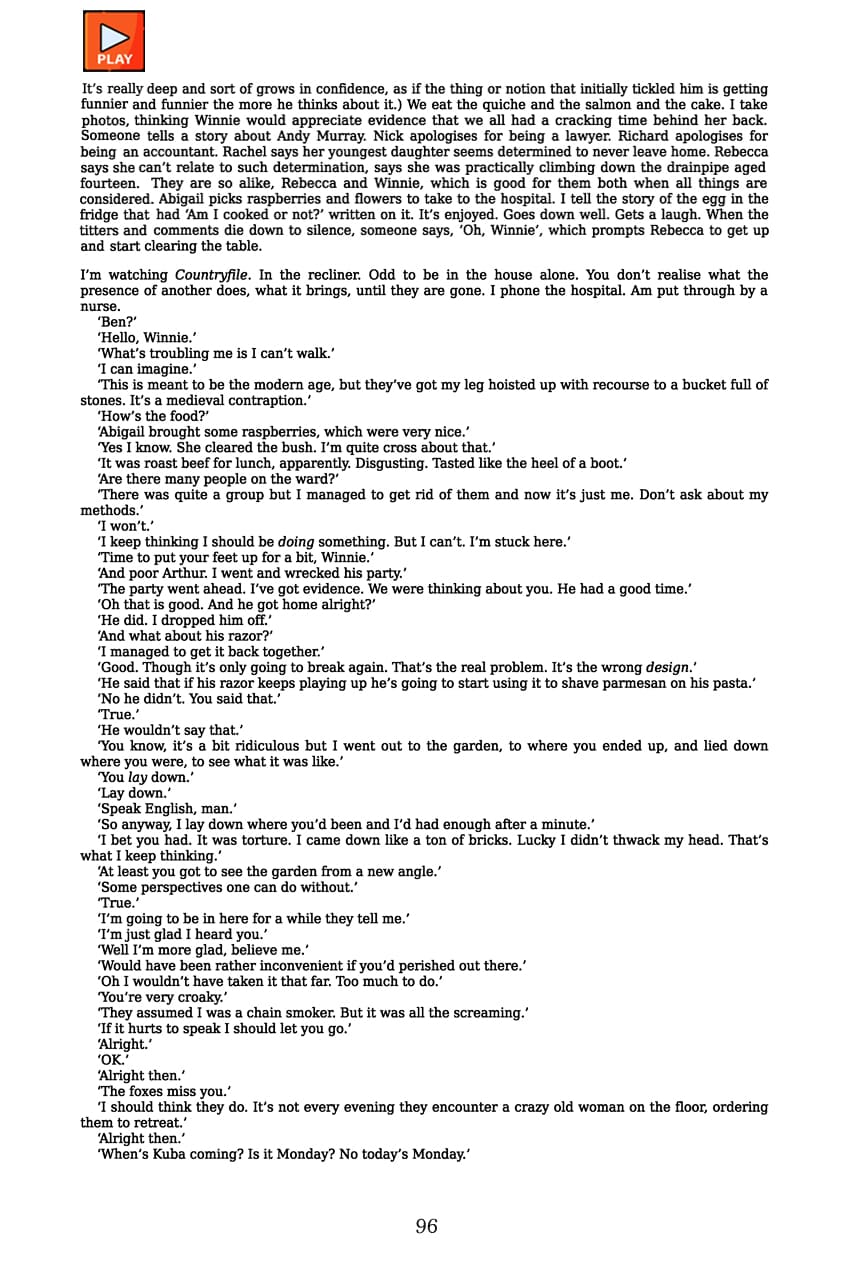 PLAY
It’s really deep and sort of grows in confidence, as if the thing or notion that initially tickled him is getting
funnier and funnier the more he thinks about it.) We eat the quiche and the salmon and the cake. I take
photos, thinking Winnie would appreciate evidence that we all had a cracking time behind her back.
Someone tells a story about Andy Murray. Nick apologises for being a lawyer. Richard apologises for
being an accountant. Rachel says her youngest daughter seems determined to never leave home. Rebecca
says she can’t relate to such determination, says she was practically climbing down the drainpipe aged
fourteen. They are so alike, Rebecca and Winnie, which is good for them both when all things are
considered. Abigail picks raspberries and flowers to take to the hospital. I tell the story of the egg in the
fridge that had ‘Am I cooked or not?’ written on it. It’s enjoyed. Goes down well. Gets a laugh. When the
titters and comments die down to silence, someone says, ‘Oh, Winnie’, which prompts Rebecca to get up
and start clearing the table.
I’m watching Countryfile. In the recliner. Odd to be in the house alone. You don’t realise what the
presence of another does, what it brings, until they are gone. I phone the hospital. Am put through by a
nurse.
‘Ben?’
‘Hello, Winnie.’
‘What’s troubling me is I can’t walk.’
‘I can imagine.’
‘This is meant to be the modern age, but they’ve got my leg hoisted up with recourse to a bucket full of
stones. It’s a medieval contraption.’
‘How’s the food?’
‘Abigail brought some raspberries, which were very nice.’
‘Yes I know. She cleared the bush. I’m quite cross about that.’
‘It was roast beef for lunch, apparently. Disgusting. Tasted like the heel of a boot.’
‘Are there many people on the ward?’
‘There was quite a group but I managed to get rid of them and now it’s just me. Don’t ask about my
methods.’
‘I won’t.’
‘I keep thinking I should be doing something. But I can’t. I’m stuck here.’
‘Time to put your feet up for a bit, Winnie.’
‘And poor Arthur. I went and wrecked his party.’
‘The party went ahead. I’ve got evidence. We were thinking about you. He had a good time.’
‘Oh that is good. And he got home alright?’
‘He did. I dropped him off.’
‘And what about his razor?’
‘I managed to get it back together.’
‘Good. Though it’s only going to break again. That’s the real problem. It’s the wrong design.’
‘He said that if his razor keeps playing up he’s going to start using it to shave parmesan on his pasta.’
‘No he didn’t. You said that.’
‘True.’
‘He wouldn’t say that.’
‘You know, it’s a bit ridiculous but I went out to the garden, to where you ended up, and lied down
where you were, to see what it was like.’
‘You lay down.’
‘Lay down.’
‘Speak English, man.’
‘So anyway, I lay down where you’d been and I’d had enough after a minute.’
‘I bet you had. It was torture. I came down like a ton of bricks. Lucky I didn’t thwack my head. That’s
what I keep thinking.’
‘At least you got to see the garden from a new angle.’
‘Some perspectives one can do without.’
‘True.’
‘I’m going to be in here for a while they tell me.’
‘I’m just glad I heard you.’
‘Well I’m more glad, believe me.’
‘Would have been rather inconvenient if you’d perished out there.’
‘Oh I wouldn’t have taken it that far. Too much to do.’
‘You’re very croaky.’
‘They assumed I was a chain smoker. But it was all the screaming.’
‘If it hurts to speak I should let you go.’
‘Alright.’
‘OK.’
‘Alright then.’
‘The foxes miss you.’
‘I should think they do. It’s not every evening they encounter a crazy old woman on the floor, ordering
them to retreat.’
‘Alright then.’
‘When’s Kuba coming? Is it Monday? No today’s Monday.’
96